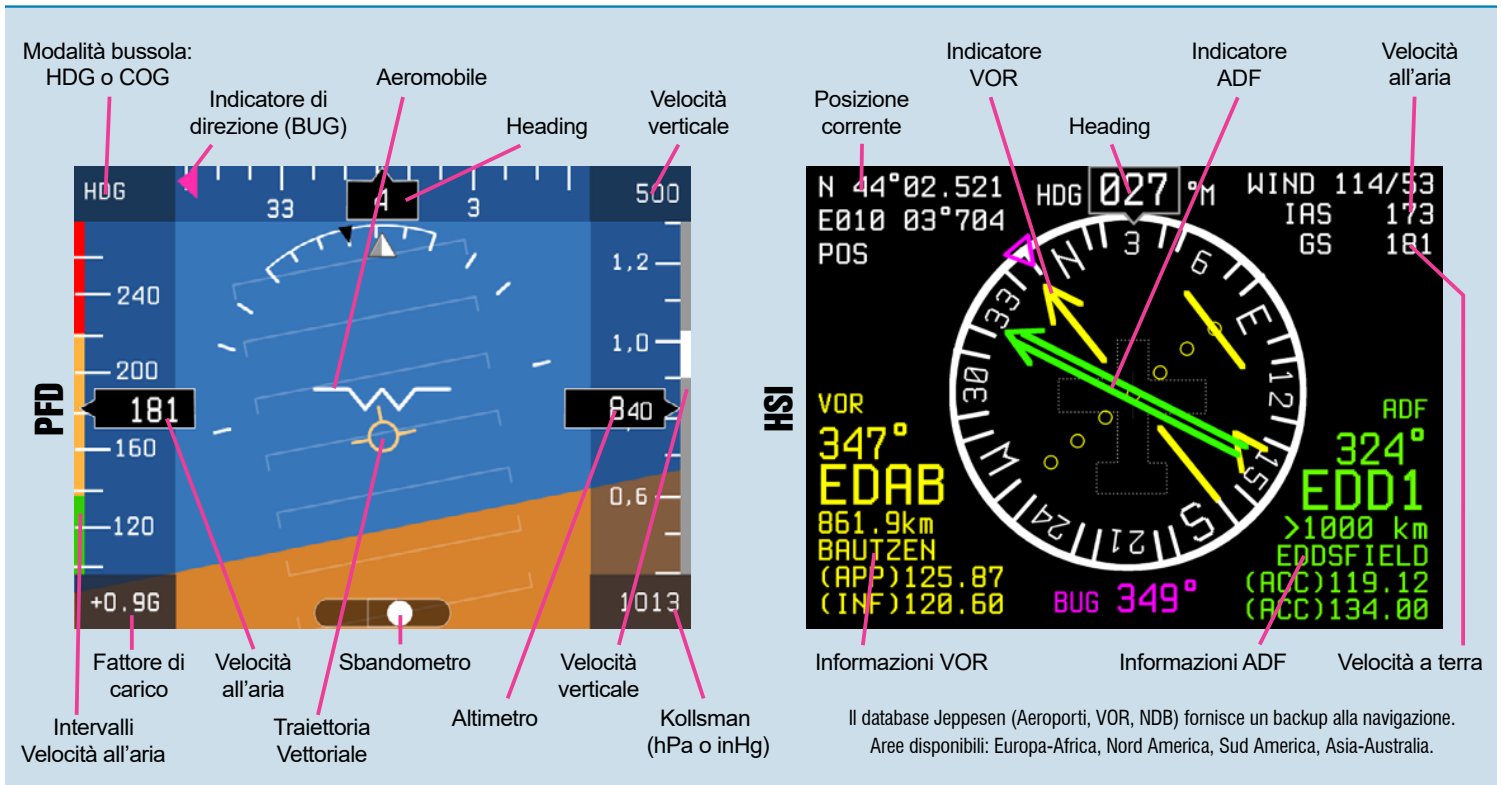 Modalità bussola:
HDG o COG
Indicatore di
direzione (BUG)
Aeromobile
Heading
Velocità
verticale
HDG
33
4
3
500
240
200
181
160
120
1,2
1,0
840
0,6
+0.9G
1013
PFD
Fattore di
carico
Velocità
all'aria
Sbandometro
Velocità
verticale
Intervalli
Velocità all'aria
Traiettoria
Vettoriale
Altimetro
Kollsman
(hPa o inHg)
Posizione
corrente
Indicatore
VOR
Heading
Indicatore
ADF
Velocità
all'aria
N 44°02.521
E010 03°704
POS
HDG 027 °M
WIND 114/53
IAS 173
GS 181
N 3 6 E 12 15 S 21 24 W 30 33
HSI
VOR
347°
EDAB
861.9km
BAUTZEN
(APP)125.87
(INF)120.60
BUG 349°
ADF
324°
EDD1
>1000 km
EDDSFIELD
(ACC)119.12
(ACC)134.00
Informazioni VOR
Informazioni ADF
Velocità a terra
Il database Jeppesen (Aeroporti, VOR, NDB) fornisce un backup alla navigazione.
Aree disponibili: Europa-Africa, Nord America, Sud America, Asia-Australia.